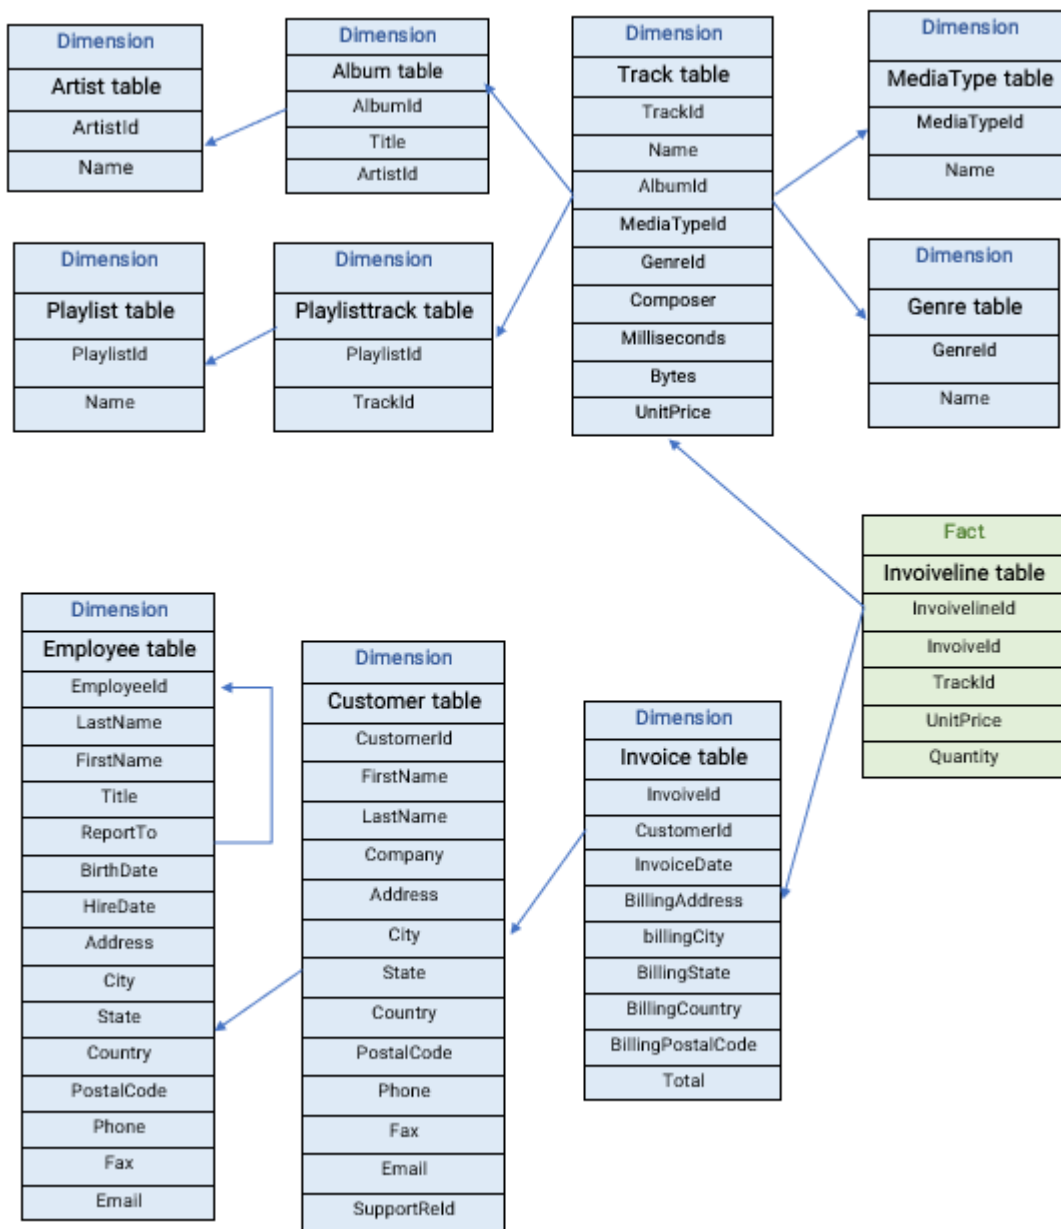 Dimension
Artist table
ArtistId
Name
Dimension
Album table
AlbumId
Title
ArtistId
Dimension
Track table
TrackId
Name
AlbumId
MediaTypeId
GenreId
Composer
Milliseconds
Bytes
UnitPrice
Dimension
MediaType table
MediaTypeId
Name
Dimension
Playlist table
PlaylistId
Name
Dimension
Playlisttrack table
PlaylistId
TrackId
Dimension
Genre table
GenreId
Name
Fact
Invoiveline table
InvoivelineId
InvoiveId
TrackId
UnitPrice
Quantity
Dimension
Employee table
EmployeeId
LastName
FirstName
Title
ReportTo
BirthDate
HireDate
Address
City
State
Country
PostalCode
Phone
Fax
Email
Dimension
Customer table
CustomerId
FirstName
LastName
Company
Address
City
State
Country
PostalCode
Phone
Fax
Email
SupportReId
Dimension
Invoice table
InvoiveId
CustomerId
InvoiceDate
BillingAddress
billingCity
BillingState
BillingCountry
BillingPostalCode
Total